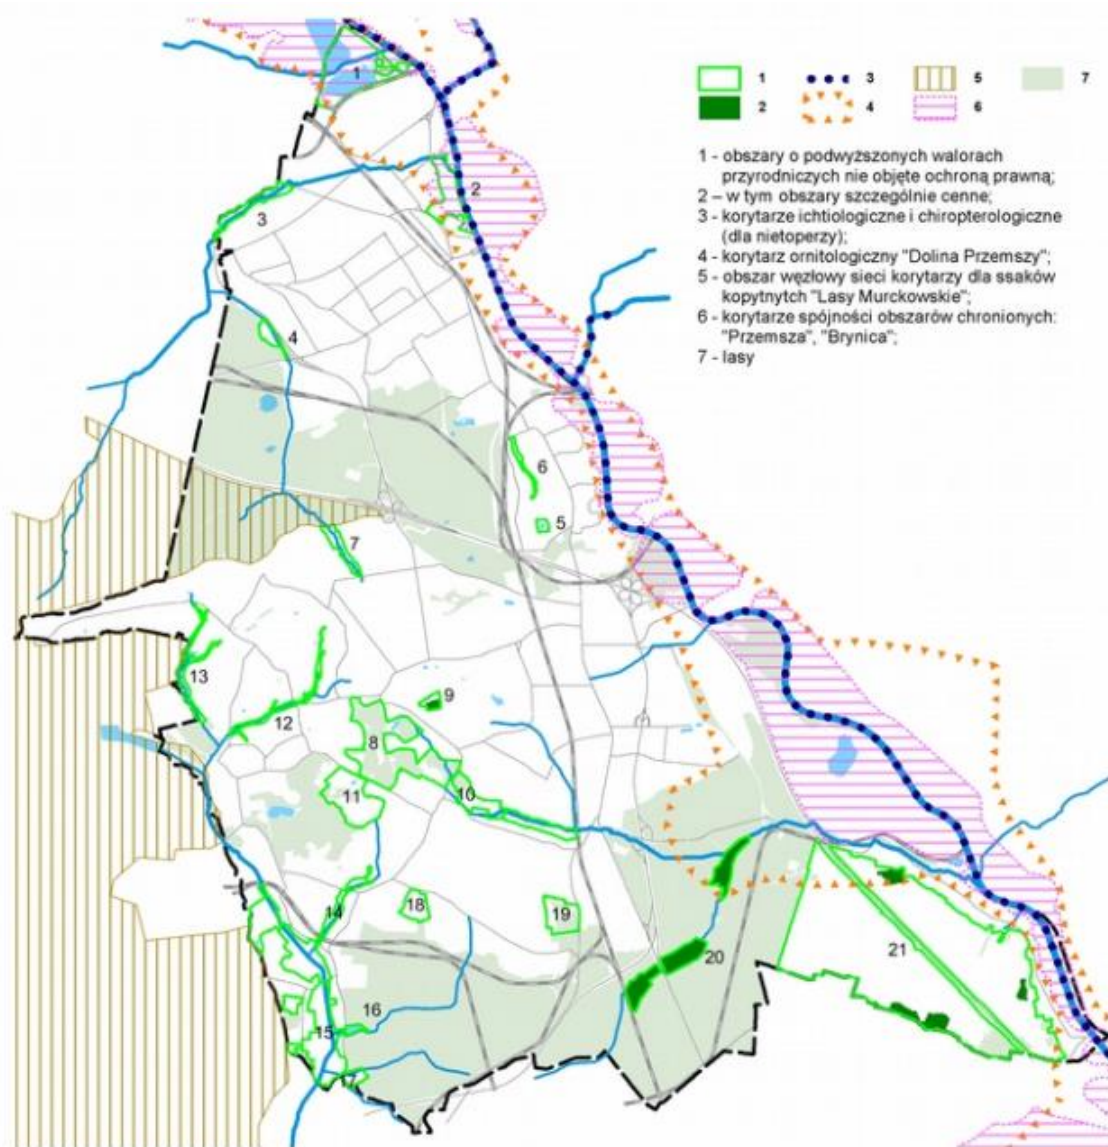 1 3 5 7
2 4 6
1 - obszary o podwyższonych walorach
przyrodniczych nie objęte ochroną prawną;
2 – w tym obszary szczególnie cenne;
3 - korytarze ichtiologiczne i chiropterologiczne
(dla nietoperzy);
4 - korytarz ornitologiczny "Dolina Przemszy";
5 - obszar węzłowy sieci korytarzy dla ssaków
kopytnych "Lasy Murckowskie";
6 - korytarze spójności obszarów chronionych:
"Przemsza", "Brynica";
7 - lasy
1
2
3
4
6
5
7
13
9
12
8
11
10
14
18
19
20
21
16
15